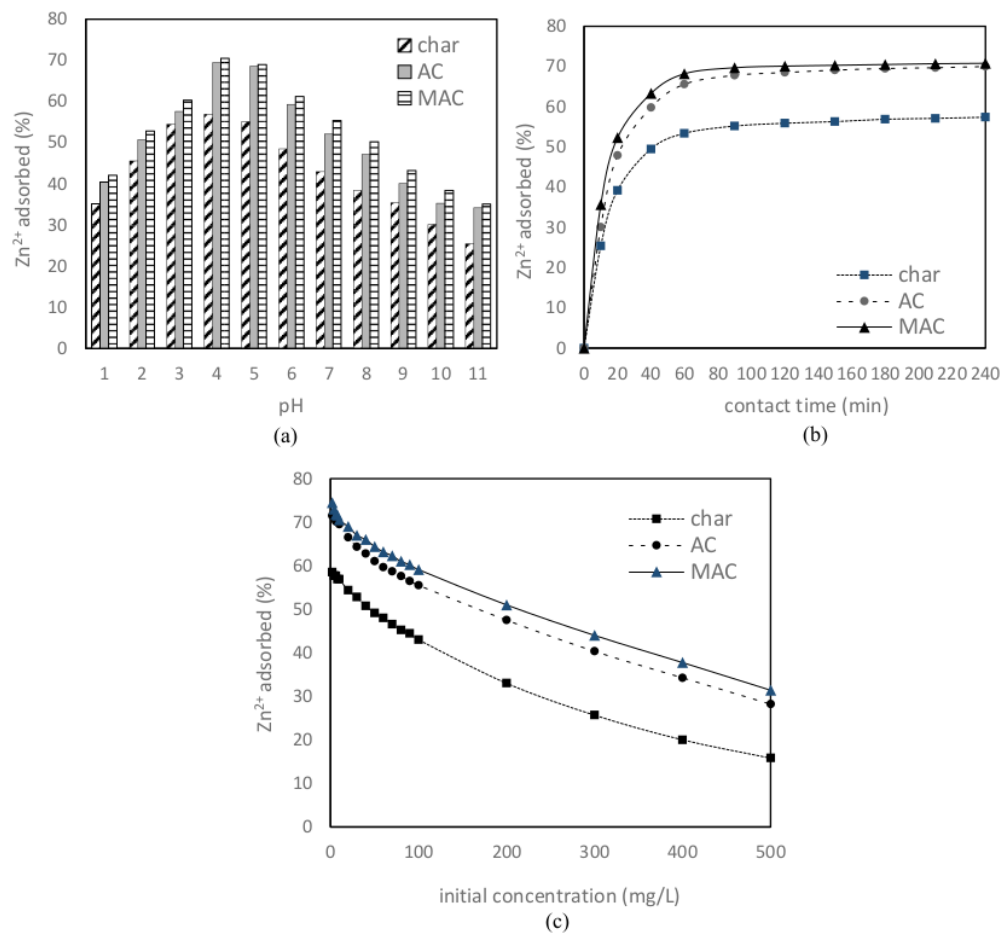 80
70
60
50
40
30
20
10
0
Zn²⁺ adsorbed (%)
char
AC
MAC
1 2 3 4 5 6 7 8 9 10 11
pH
(a)
80
70
60
50
40
30
20
10
0
Zn²⁺ adsorbed (%)
char
AC
MAC
0 20 40 60 80 100 120 140 160 180 200 220 240
contact time (min)
(b)
80
70
60
50
40
30
20
10
0
Zn²⁺ adsorbed (%)
char
AC
MAC
0 100 200 300 400 500
initial concentration (mg/L)
(c)